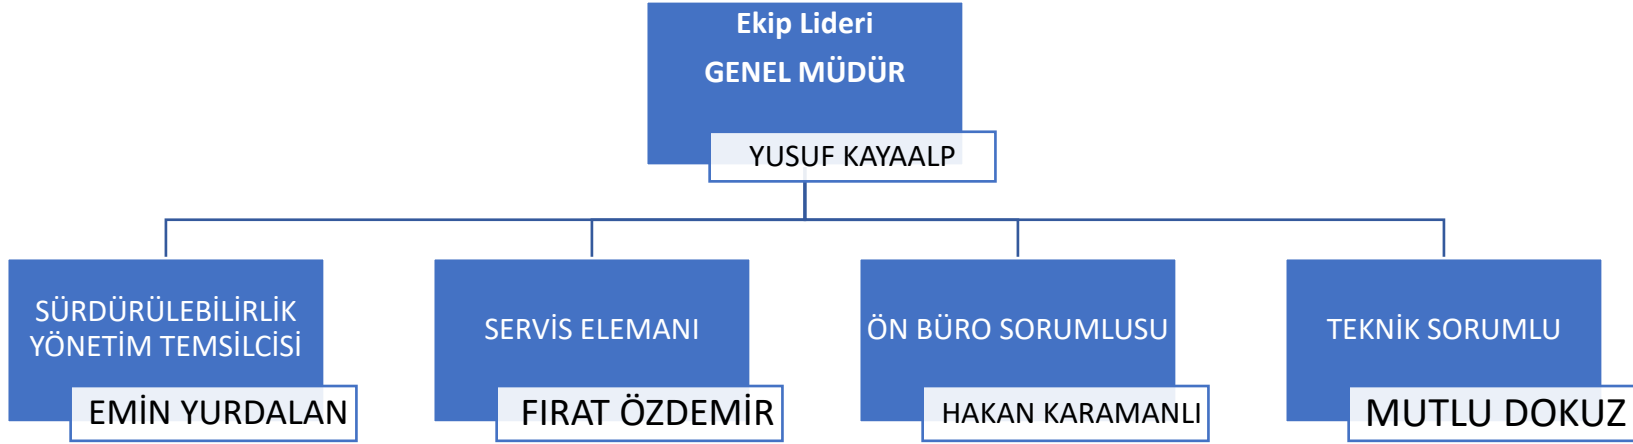 Ekip Lideri
GENEL MÜDÜR
YUSUF KAYAALP
SÜRDÜRÜLEBİLİRLİK
YÖNETİM TEMSİLCİSİ
EMİN YURDALAN
SERVİS ELEMANI
FIRAT ÖZDEMİR
ÖN BÜRO SORUMLUSU
HAKAN KARAMANLI
TEKNİK SORUMLU
MUTLU DOKUZ